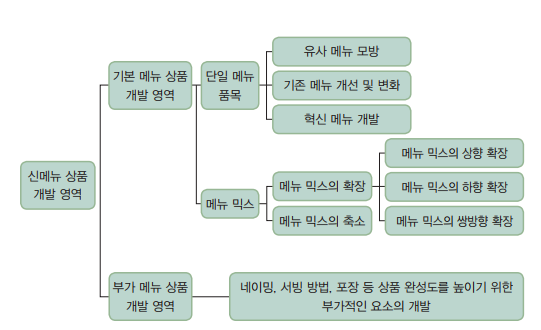 유사 메뉴 모방
기본 메뉴 상품
개발 영역
단일 메뉴
품목
기존 메뉴 개선 및 변화
혁신 메뉴 개발
신메뉴 상품
개발 영역
메뉴 믹스
메뉴 믹스의 확장
메뉴 믹스의 축소
메뉴 믹스의 상향 확장
메뉴 믹스의 하향 확장
메뉴 믹스의 쌍방향 확장
부가 메뉴 상품
개발 영역
네이밍, 서빙 방법, 포장 등 상품 완성도를 높이기 위한
부가적인 요소의 개발